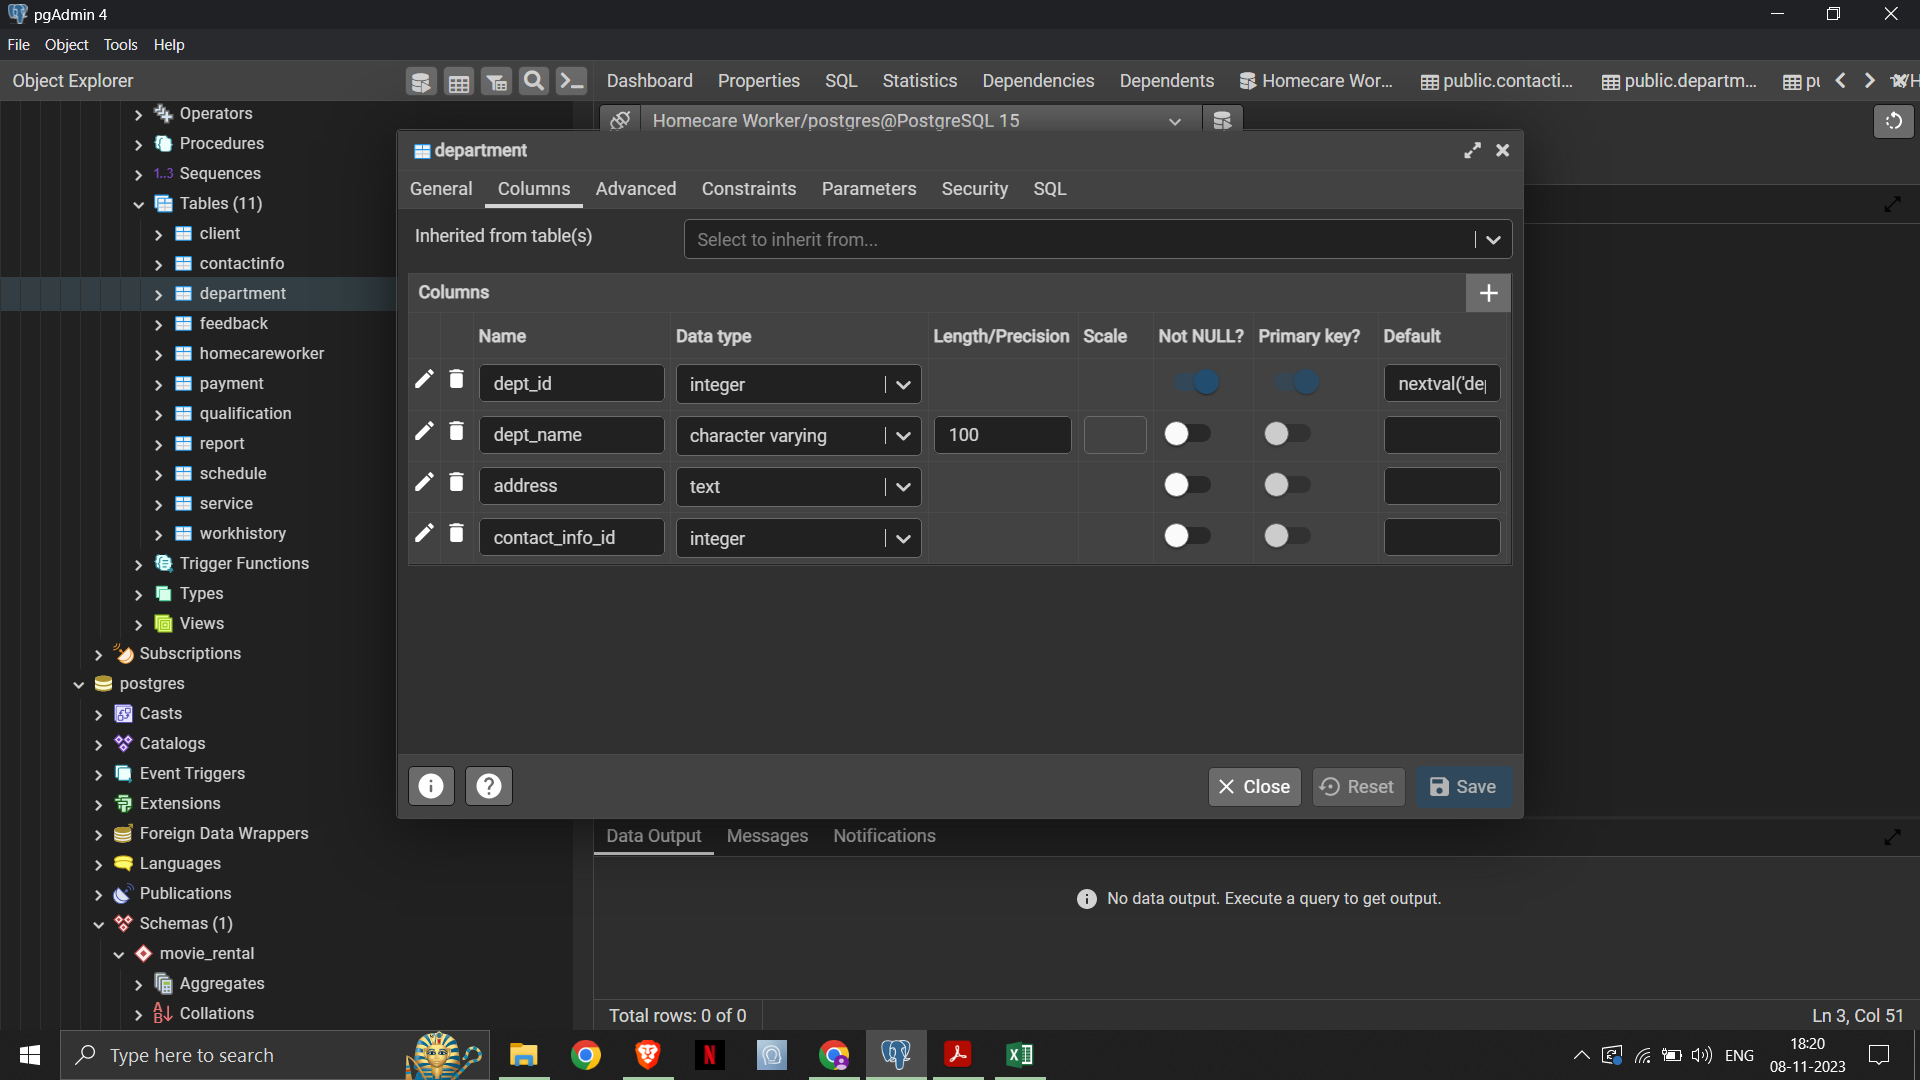 pgAdmin 4
File Object Tools Help
Object Explorer
Dashboard Properties SQL Statistics Dependencies Dependents Homecare Wor... public.contacti... public.departm...
Homecare Worker/postgres@PostgreSQL 15
Operators
Procedures
1..3 Sequences
Tables (11)
client
contactinfo
department
feedback
homecareworker
payment
qualification
report
schedule
service
workhistory
Trigger Functions
Types
Views
Subscriptions
postgres
Casts
Catalogs
Event Triggers
Extensions
Foreign Data Wrappers
Languages
Publications
Schemas (1)
movie_rental
Aggregates
Collations
department
General Columns Advanced Constraints Parameters Security SQL
Inherited from table(s) Select to inherit from...
Columns
Name Data type Length/Precision Scale Not NULL? Primary key? Default
dept_id integer nextval('de
dept_name character varying 100
address text
contact_info_id integer
Close Reset Save
Data Output Messages Notifications
No data output. Execute a query to get output.
Total rows: 0 of 0
Ln 3, Col 51
Type here to search
ENG
18:20
08-11-2023